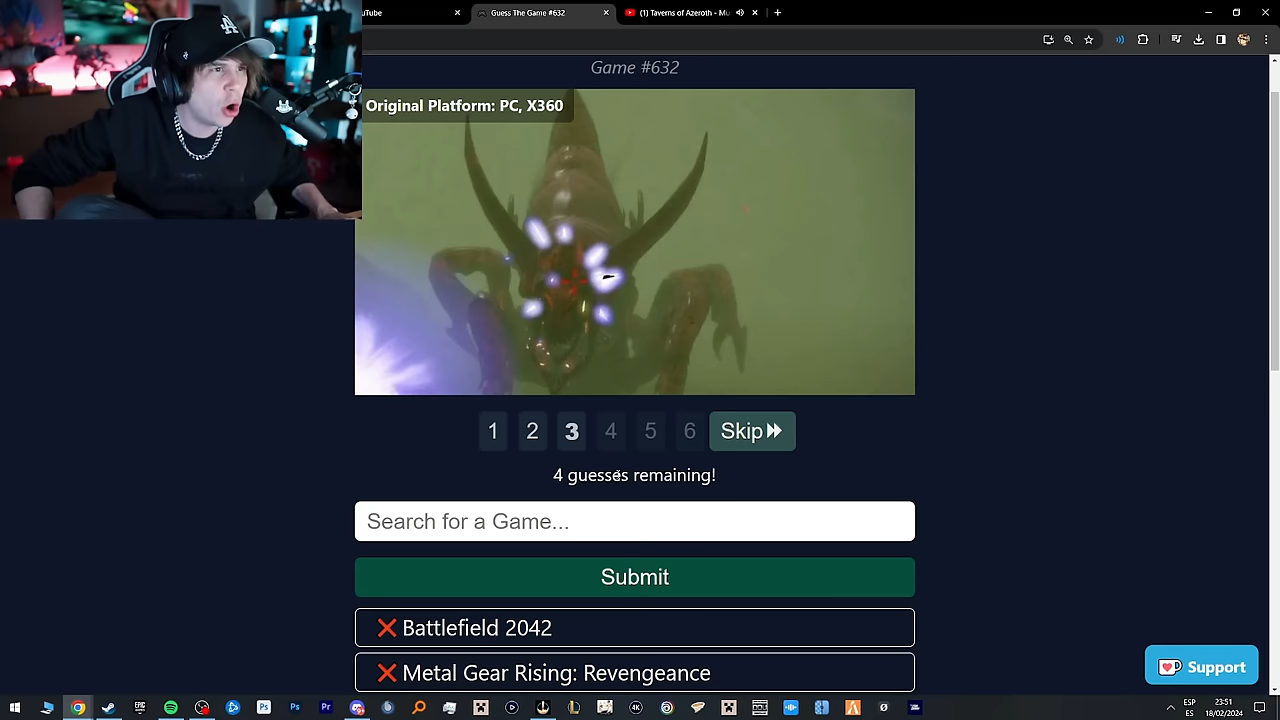 uTube
Guess The Game #632
(1) Taverns of Azeroth - Mu
Game #632
Original Platform: PC, X360
1 2 3 4 5 6 Skip
4 guesses remaining!
Search for a Game...
Submit
❌ Battlefield 2042
❌ Metal Gear Rising: Revengeance
Support
ESP
ES
23:51
18/02/2024